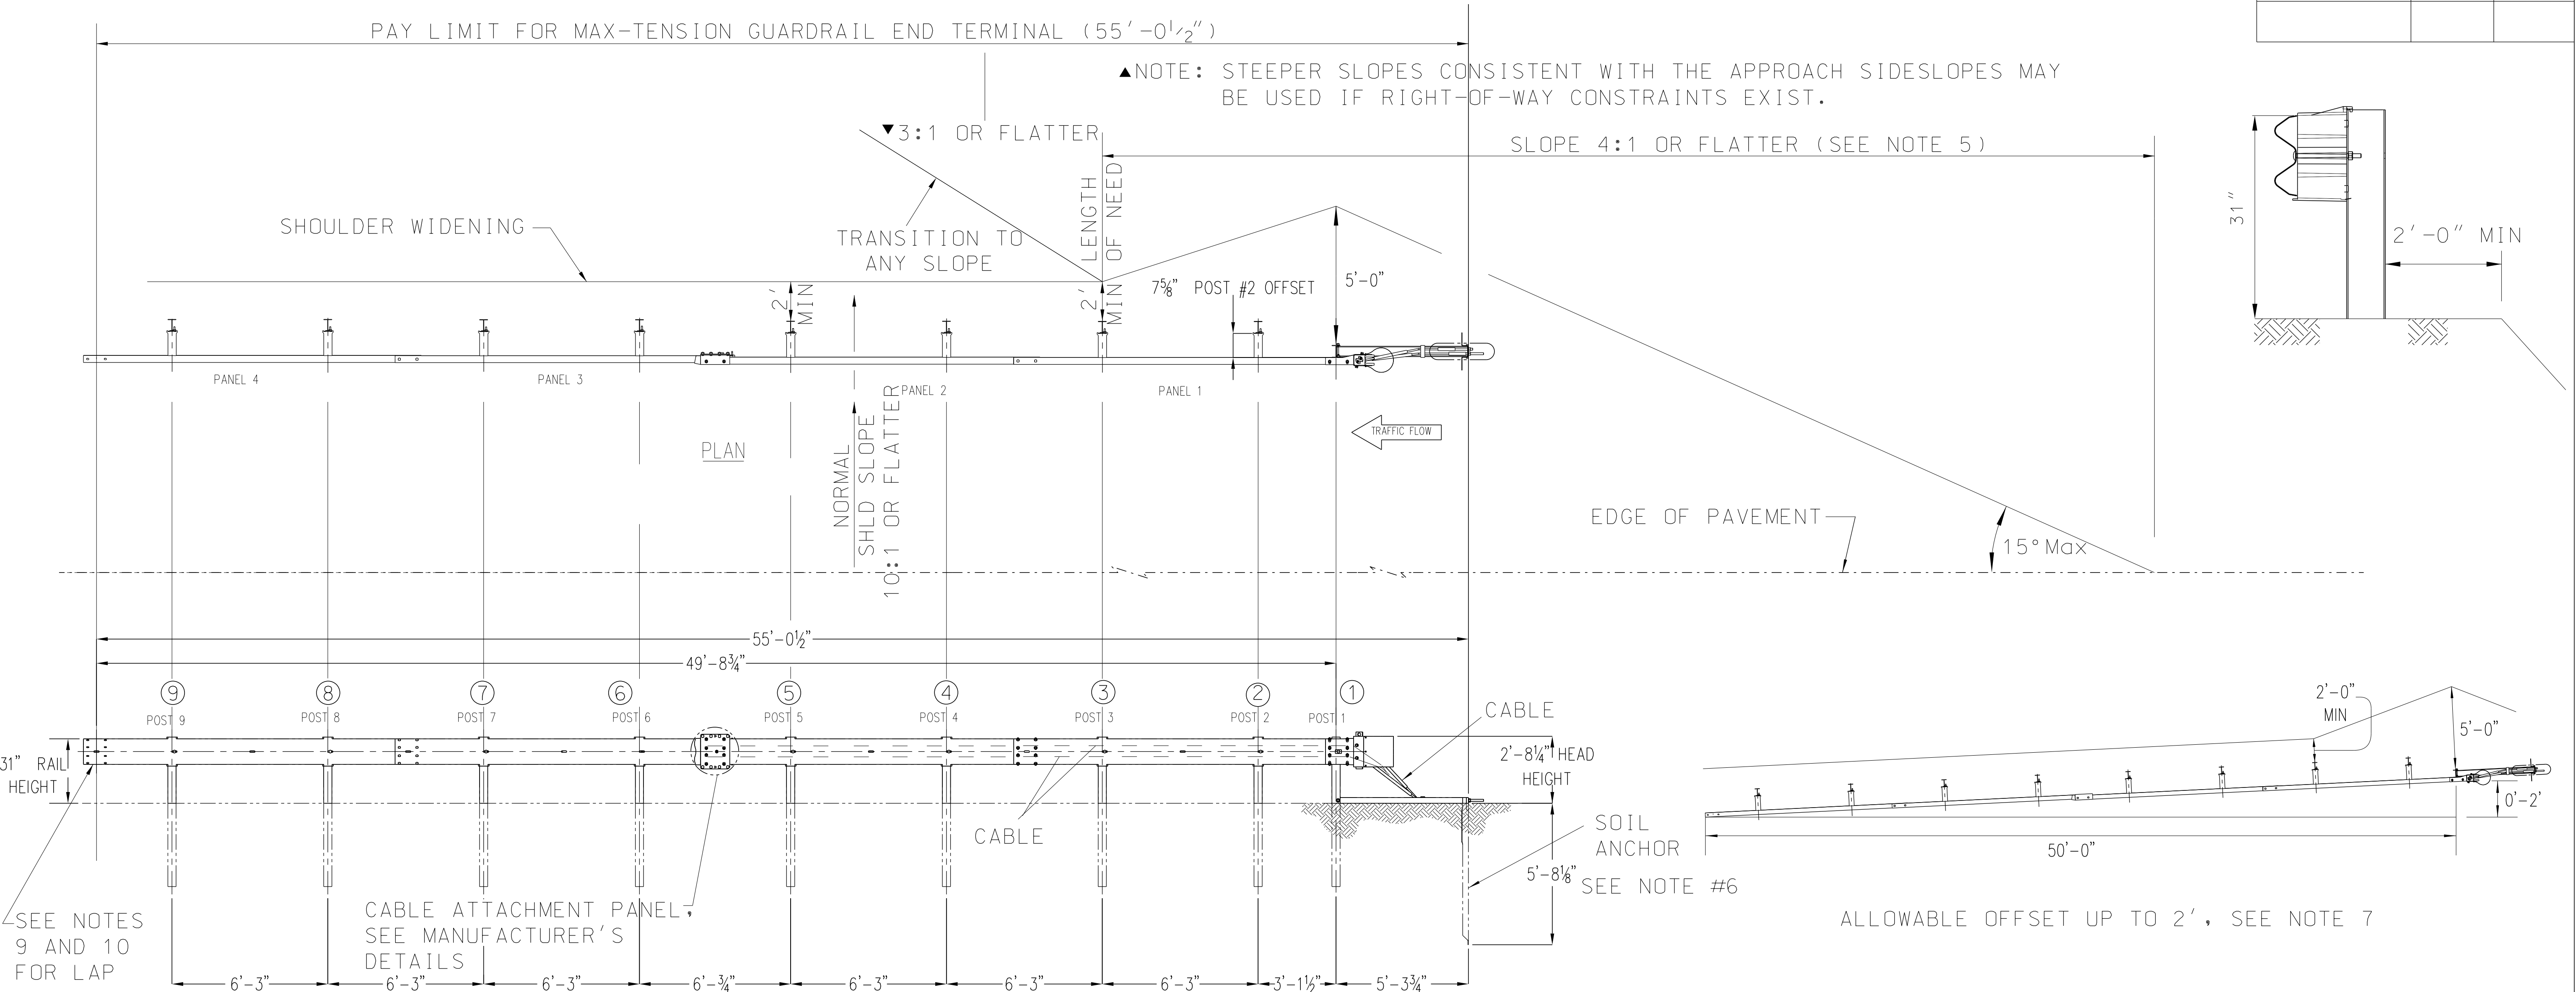 PAY LIMIT FOR MAX-TENSION GUARDRAIL END TERMINAL (55'-0½")
▲NOTE: STEEPER SLOPES CONSISTENT WITH THE APPROACH SIDESLOPES MAY
BE USED IF RIGHT-OF-WAY CONSTRAINTS EXIST.
▼3:1 OR FLATTER
SLOPE 4:1 OR FLATTER (SEE NOTE 5)
LENGTH
OF NEED
SHOULDER WIDENING
TRANSITION TO
ANY SLOPE
31"
2'-0" MIN
2'
MIN
2'
MIN
7⅝" POST #2 OFFSET
5'-0"
PANEL 4
PANEL 3
PANEL 2
PANEL 1
TRAFFIC FLOW
PLAN
NORMAL
SHLD SLOPE
10:1 OR FLATTER
EDGE OF PAVEMENT
15° Max
55'-0½"
49'-8¾"
9
8
7
6
5
4
3
2
1
POST 9
POST 8
POST 7
POST 6
POST 5
POST 4
POST 3
POST 2
POST 1
CABLE
31" RAIL
HEIGHT
2'-8¼" HEAD
HEIGHT
CABLE
SOIL
ANCHOR
SEE NOTE #6
5'-8⅛"
SEE NOTES
9 AND 10
FOR LAP
CABLE ATTACHMENT PANEL,
SEE MANUFACTURER'S
DETAILS
6'-3"
6'-3"
6'-3"
6'-¾"
6'-3"
6'-3"
6'-3"
3'-1½"
5'-3¾"
2'-0"
MIN
5'-0"
0'-2'
50'-0"
ALLOWABLE OFFSET UP TO 2', SEE NOTE 7